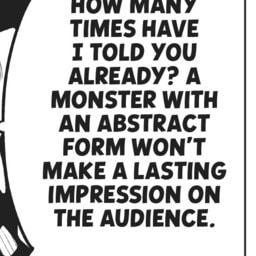 HOW MANY
TIMES HAVE
I TOLD YOU
ALREADY? A
MONSTER WITH
AN ABSTRACT
FORM WON'T
MAKE A LASTING
IMPRESSION ON
THE AUDIENCE.